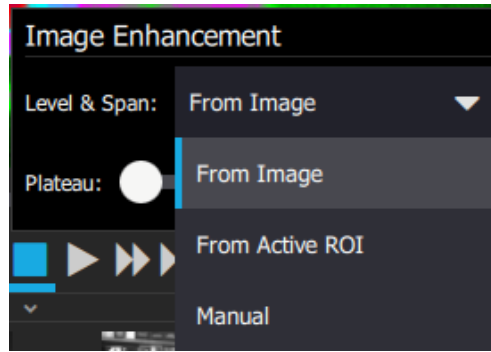 Image Enhancement
Level & Span: From Image
From Image
Plateau:
From Active ROI
Manual